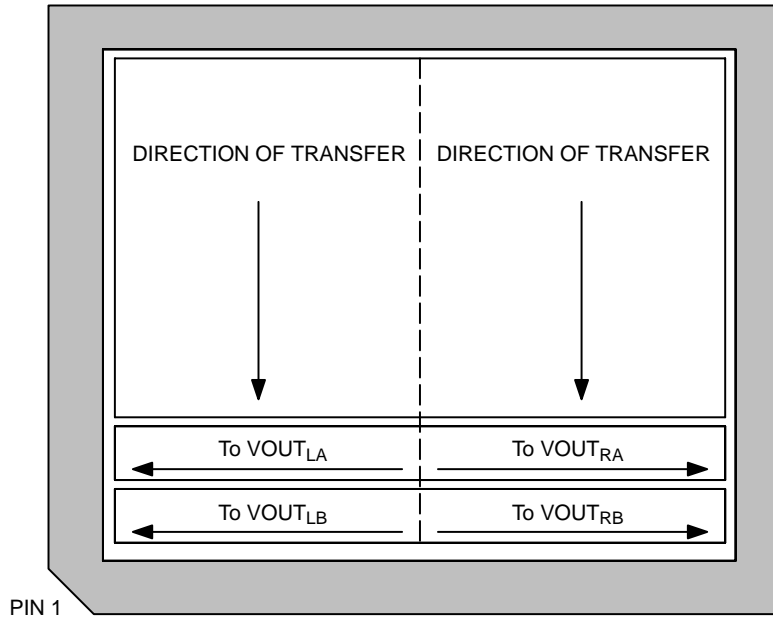 DIRECTION OF TRANSFER DIRECTION OF TRANSFER
To VOUTLA To VOUTRA
To VOUTLB To VOUTRB
PIN 1